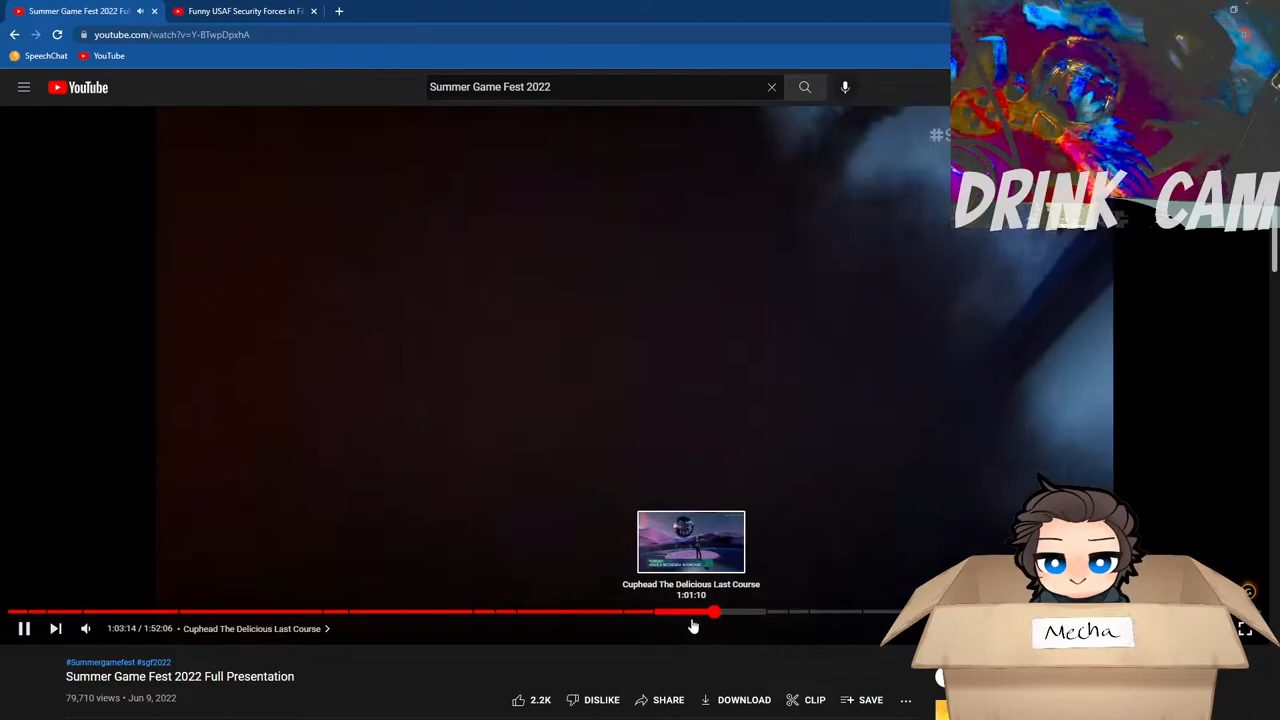 Summer Game Fest 2022 Ful
Funny USAF Security Forces in F
youtube.com/watch?v=Y-BTwpDpxhA
SpeechChat
YouTube
YouTube
Summer Game Fest 2022
#S
DRINK CAM
Cuphead The Delicious Last Course
1:01:10
1:03:14 / 1:52:06 • Cuphead The Delicious Last Course
Mecha
#Summergamefest #sgf2022
Summer Game Fest 2022 Full Presentation
79,710 views • Jun 9, 2022
2.2K
DISLIKE
SHARE
DOWNLOAD
CLIP
SAVE